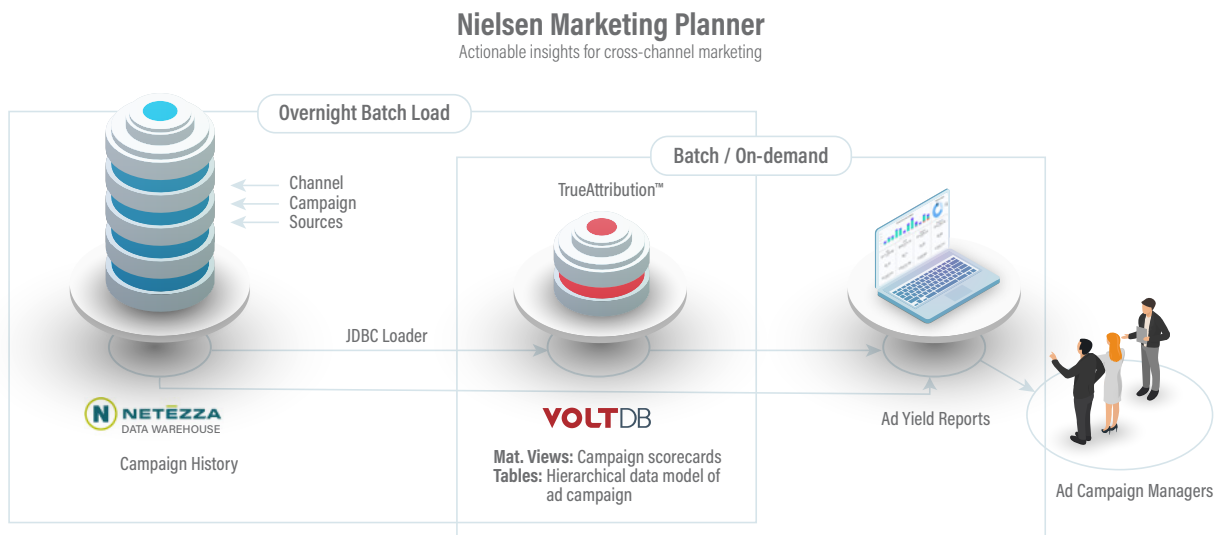 Nielsen Marketing Planner
Actionable insights for cross-channel marketing
Overnight Batch Load
Batch / On-demand
Channel
Campaign
Sources
TrueAttribution™
JDBC Loader
N NETĒZZA
DATA WAREHOUSE
Campaign History
VOLTDB
Mat. Views: Campaign scorecards
Tables: Hierarchical data model of
ad campaign
Ad Yield Reports
Ad Campaign Managers